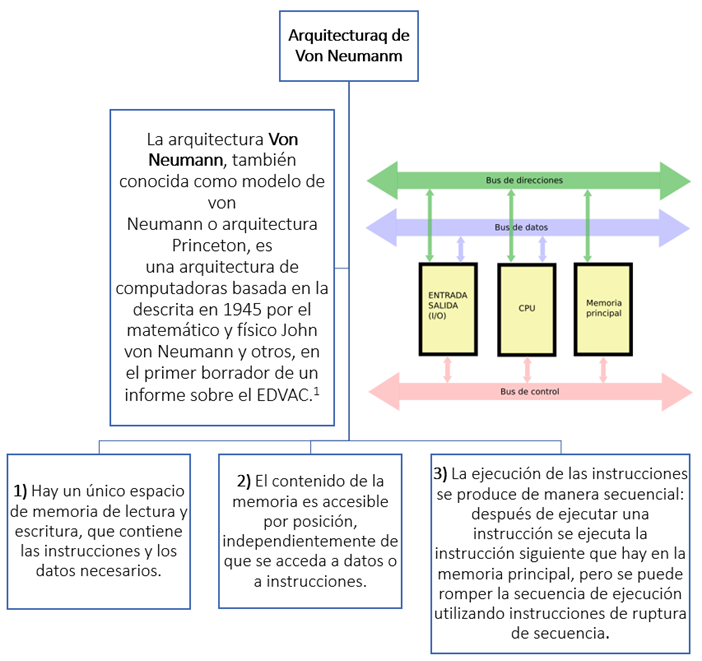 Arquitecturaq de
Von Neumanm
La arquitectura Von
Neumann, también
conocida como modelo de
von
Neumann o arquitectura
Princeton, es
una arquitectura de
computadoras basada en la
descrita en 1945 por el
matemático y físico John
von Neumann y otros, en
el primer borrador de un
informe sobre el EDVAC.1
Bus de direcciones
Bus de datos
ENTRADA
SALIDA
(I/O)
CPU
Memoria
principal
Bus de control
1) Hay un único espacio
de memoria de lectura y
escritura, que contiene
las instrucciones y los
datos necesarios.
2) El contenido de la
memoria es accesible
por posición,
independientemente de
que se acceda a datos o
a instrucciones.
3) La ejecución de las instrucciones
se produce de manera secuencial:
después de ejecutar una
instrucción se ejecuta la
instrucción siguiente que hay en la
memoria principal, pero se puede
romper la secuencia de ejecución
utilizando instrucciones de ruptura
de secuencia.